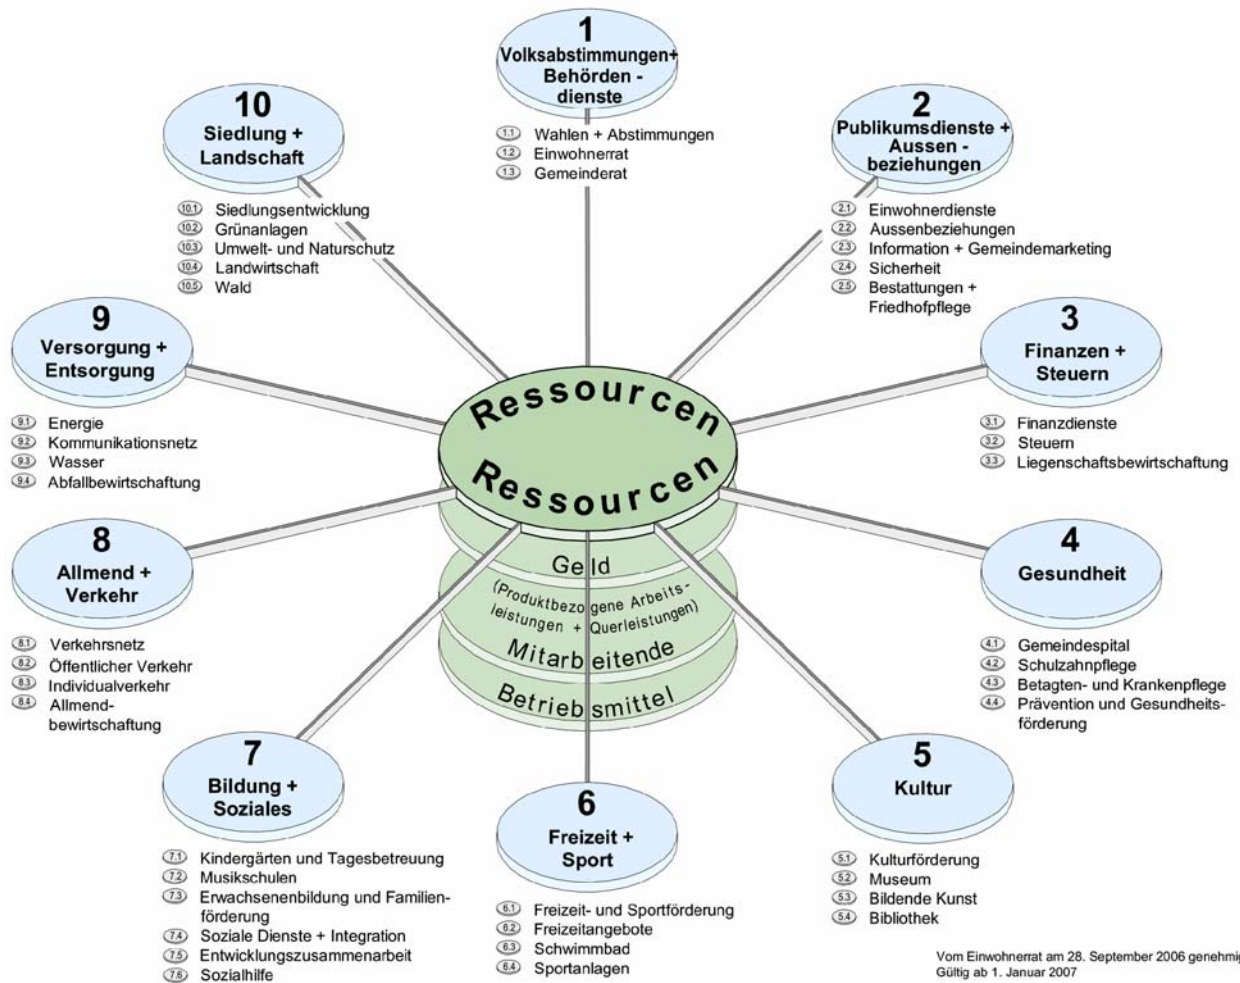 1
Volksabstimmungen+
Behörden -
dienste
1.1 Wahlen + Abstimmungen
1.2 Einwohnerrat
1.3 Gemeinderat
2
Publikumsdienste +
Aussen -
beziehungen
2.1 Einwohnerdienste
2.2 Aussenbeziehungen
2.3 Information + Gemeindemarketing
2.4 Sicherheit
2.5 Bestattungen +
Friedhofpflege
3
Finanzen +
Steuern
3.1 Finanzdienste
3.2 Steuern
3.3 Liegenschaftsbewirtschaftung
4
Gesundheit
4.1 Gemeindespital
4.2 Schulzahnpflege
4.3 Betagten- und Krankenpflege
4.4 Prävention und Gesundheits-
förderung
5
Kultur
5.1 Kulturförderung
5.2 Museum
5.3 Bildende Kunst
5.4 Bibliothek
6
Freizeit +
Sport
6.1 Freizeit- und Sportförderung
6.2 Freizeitangebote
6.3 Schwimmbad
6.4 Sportanlagen
7
Bildung +
Soziales
7.1 Kindergärten und Tagesbetreuung
7.2 Musikschulen
7.3 Erwachsenenbildung und Familien-
förderung
7.4 Soziale Dienste + Integration
7.5 Entwicklungszusammenarbeit
7.6 Sozialhilfe
8
Allmend +
Verkehr
8.1 Verkehrsnetz
8.2 Öffentlicher Verkehr
8.3 Individualverkehr
8.4 Allmend-
bewirtschaftung
9
Versorgung +
Entsorgung
9.1 Energie
9.2 Kommunikationsnetz
9.3 Wasser
9.4 Abfallbewirtschaftung
10
Siedlung +
Landschaft
10.1 Siedlungsentwicklung
10.2 Grünanlagen
10.3 Umwelt- und Naturschutz
10.4 Landwirtschaft
10.5 Wald
Ressourcen
Ressourcen
Geld
(Produktbezogene Arbeits-
leistungen + Querleistungen)
Mitarbeitende
Betriebsmittel
Vom Einwohnerrat am 28. September 2006 genehmig
Gültig ab 1. Januar 2007